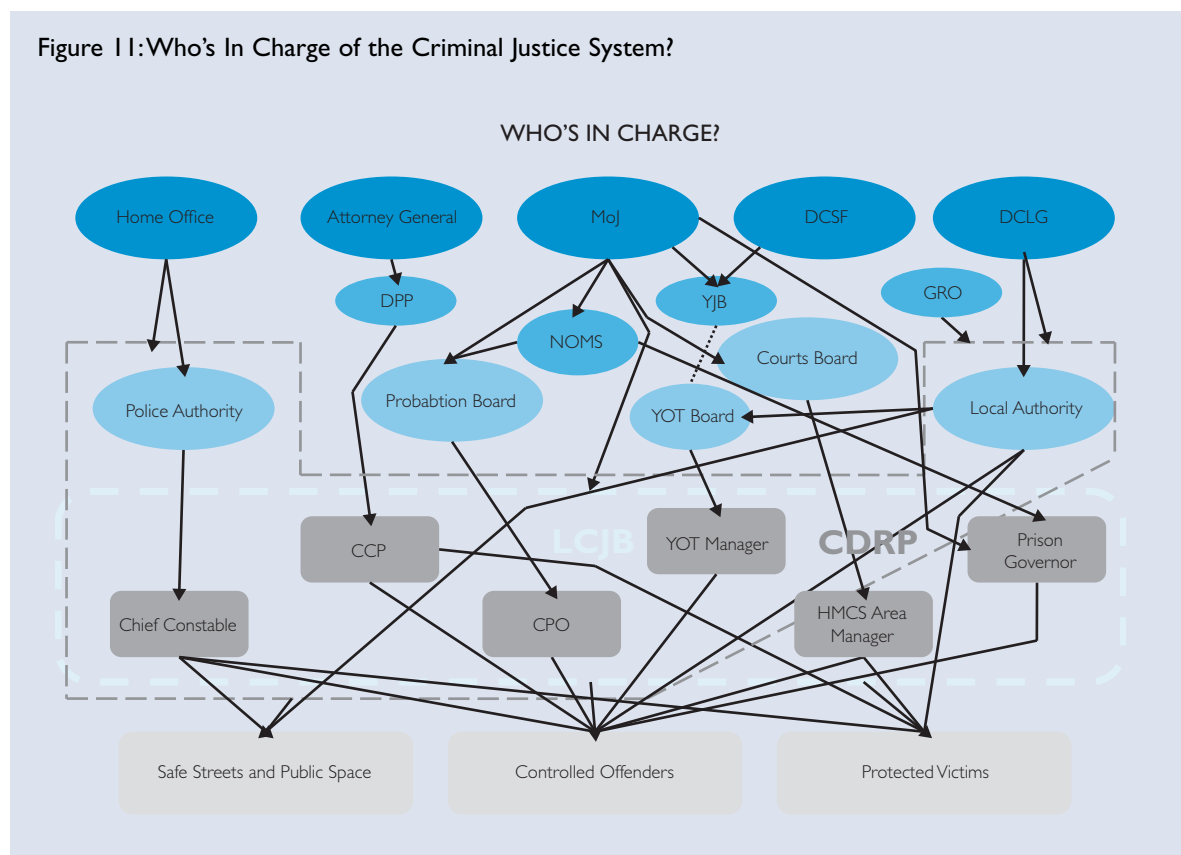 Figure 11: Who's In Charge of the Criminal Justice System?
WHO'S IN CHARGE?
Home Office
Attorney General
MoJ
DCSF
DCLG
DPP
YJB
GRO
NOMS
Courts Board
Probabtion Board
Police Authority
YOT Board
Local Authority
CCP
LCJB
YOT Manager
CDRP
Prison
Governor
Chief Constable
CPO
HMCS Area
Manager
Safe Streets and Public Space
Controlled Offenders
Protected Victims